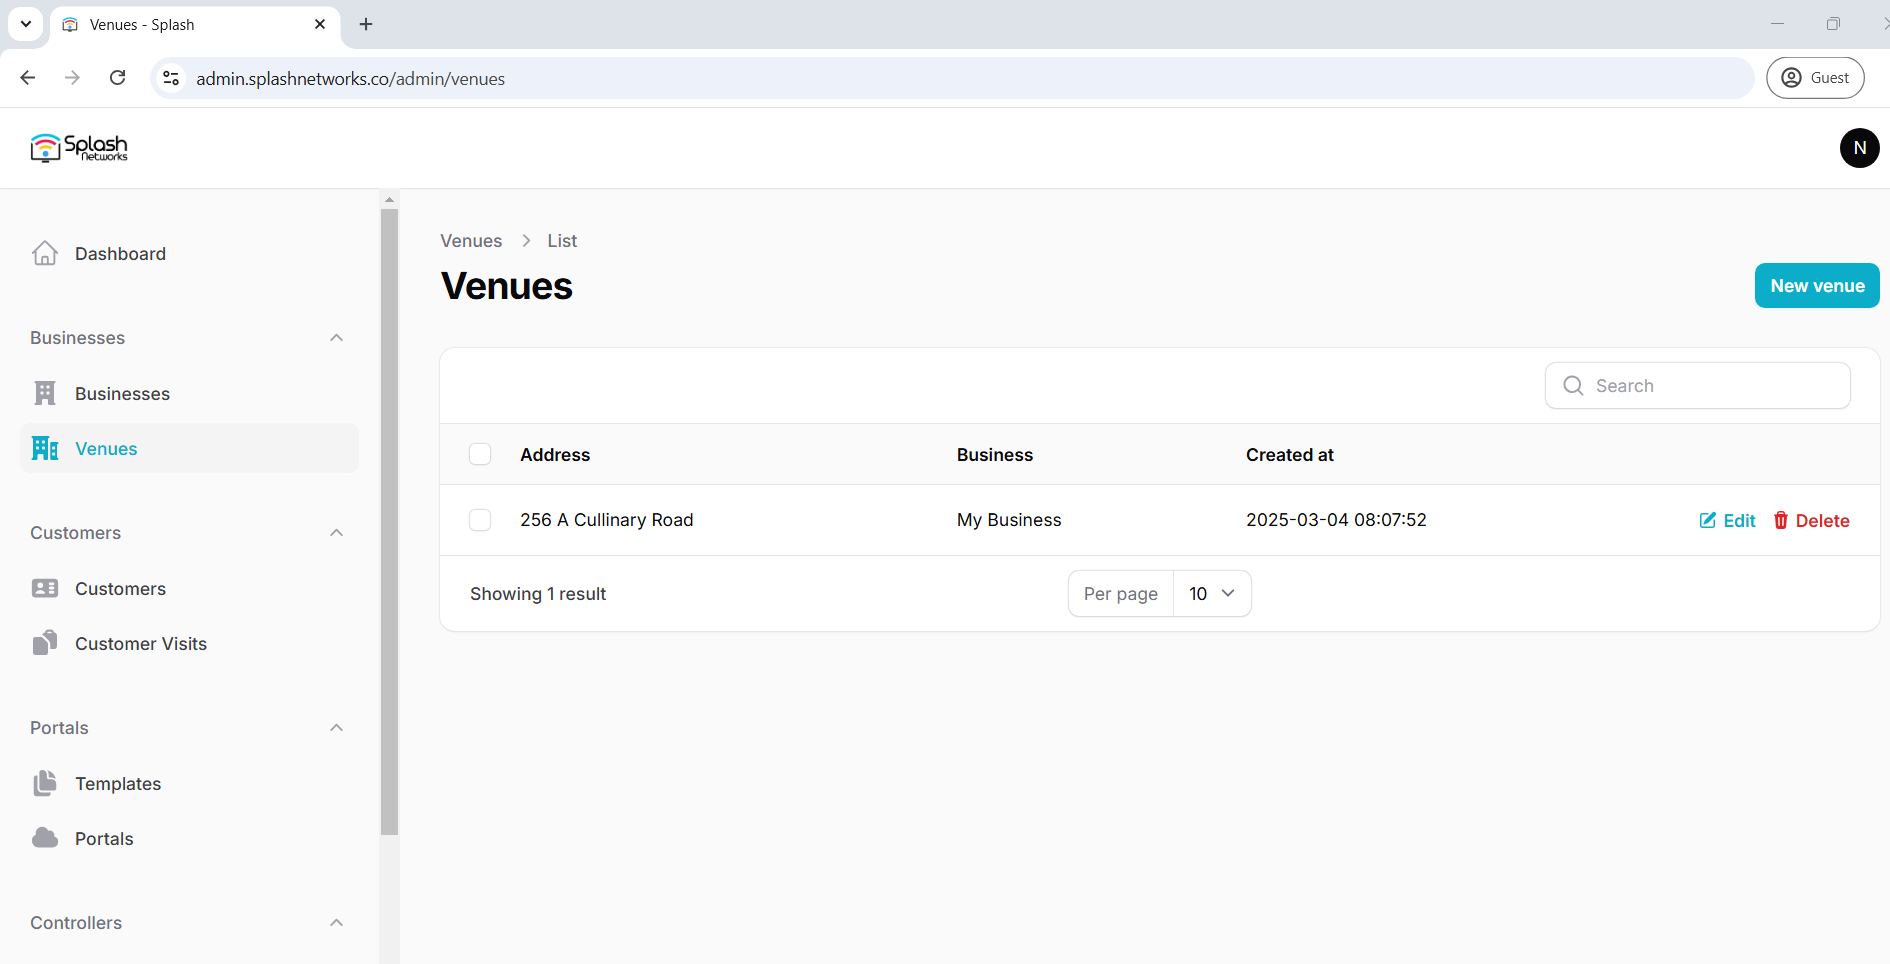 Venues - Splash
admin.splashnetworks.co/admin/venues
Guest
Splash
Networks
N
Dashboard
Businesses
Businesses
Venues
Customers
Customers
Customer Visits
Portals
Templates
Portals
Controllers
Venues > List
Venues
New venue
Search
Address Business Created at
256 A Cullinary Road My Business 2025-03-04 08:07:52 Edit Delete
Showing 1 result Per page 10